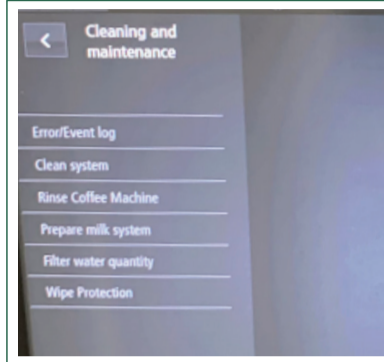 Cleaning and
maintenance
Error/Event log
Clean system
Rinse Coffee Machine
Prepare milk system
Filter water quantity
Wipe Protection